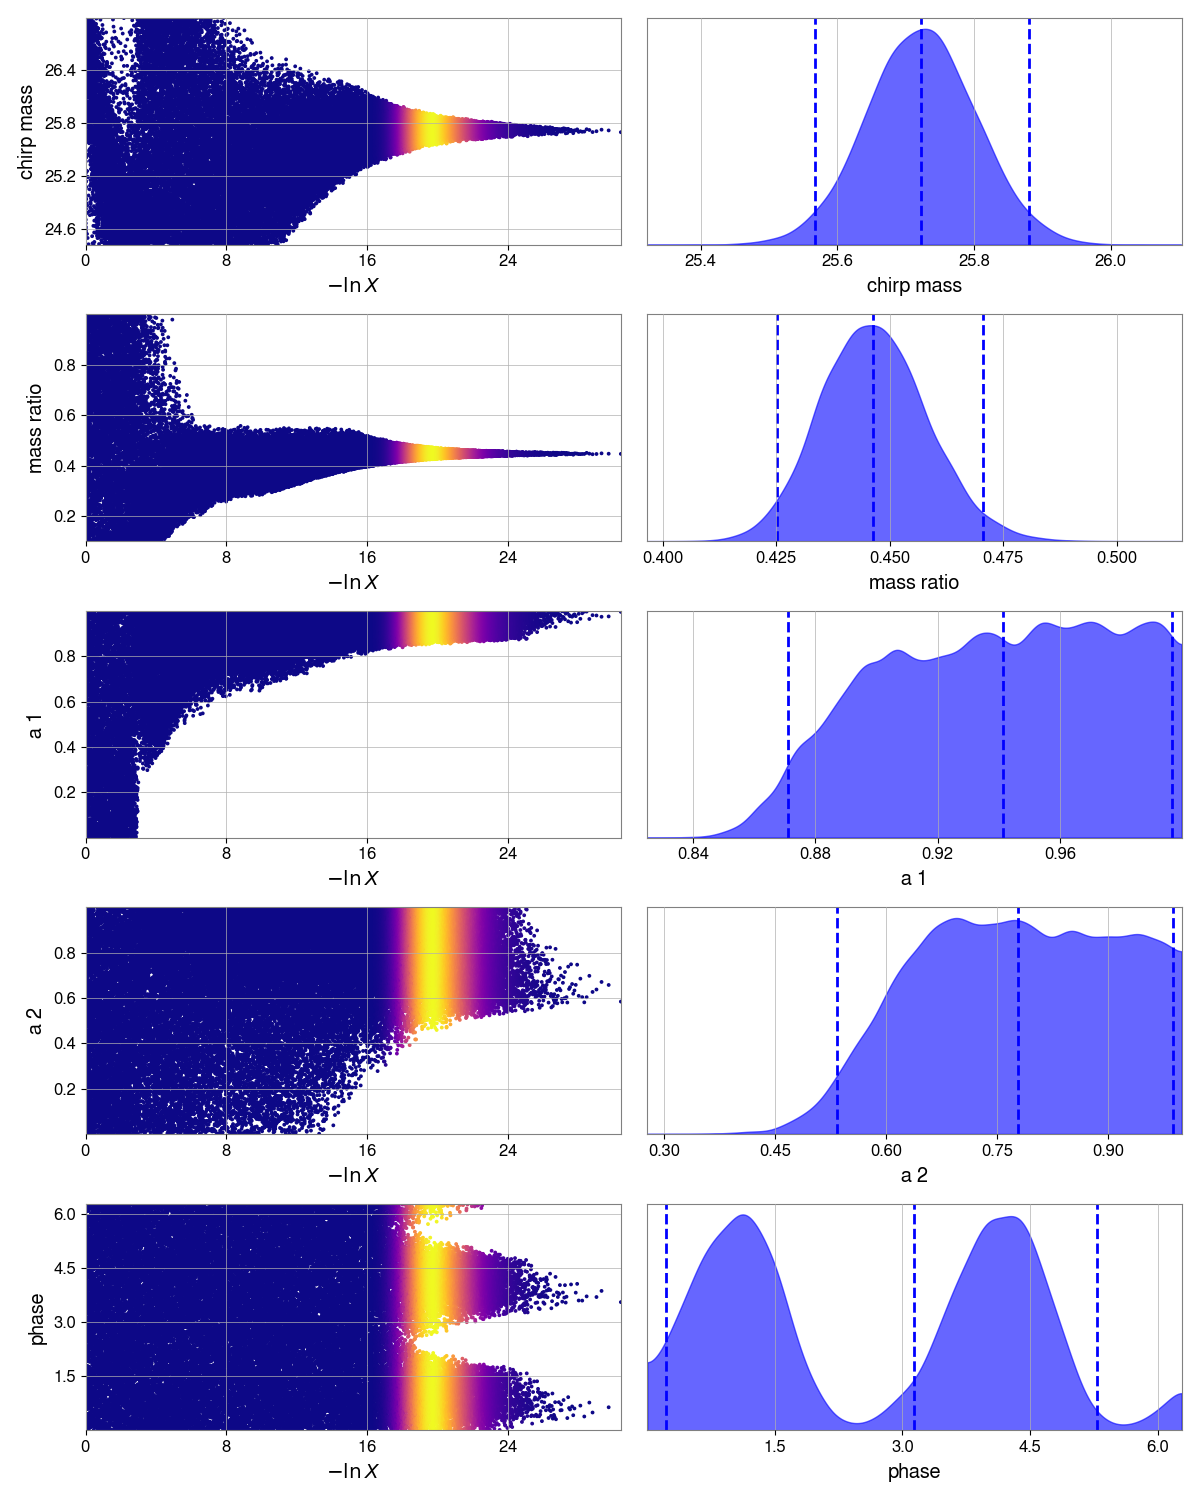 chirp mass
26.4
25.8
25.2
24.6
0 8 16 24
−ln X
25.4 25.6 25.8 26.0
chirp mass
mass ratio
0.8
0.6
0.4
0.2
0 8 16 24
−ln X
0.400 0.425 0.450 0.475 0.500
mass ratio
a 1
0.8
0.6
0.4
0.2
0 8 16 24
−ln X
0.84 0.88 0.92 0.96
a 1
a 2
0.8
0.6
0.4
0.2
0 8 16 24
−ln X
0.30 0.45 0.60 0.75 0.90
a 2
phase
6.0
4.5
3.0
1.5
0 8 16 24
−ln X
1.5 3.0 4.5 6.0
phase